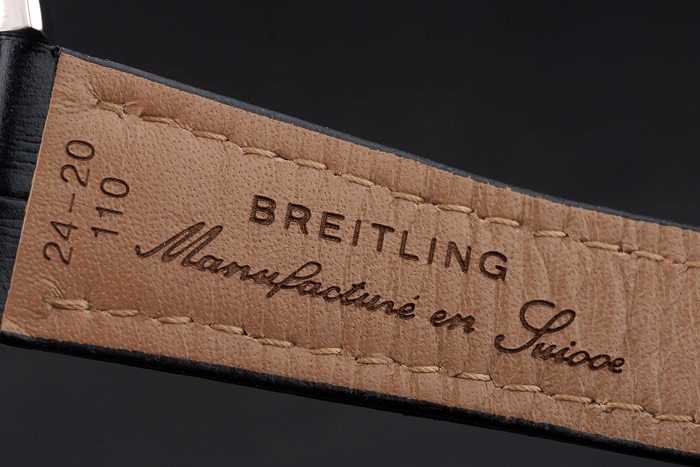 24-20
110
BREITLING
Manufacturé en Suisse